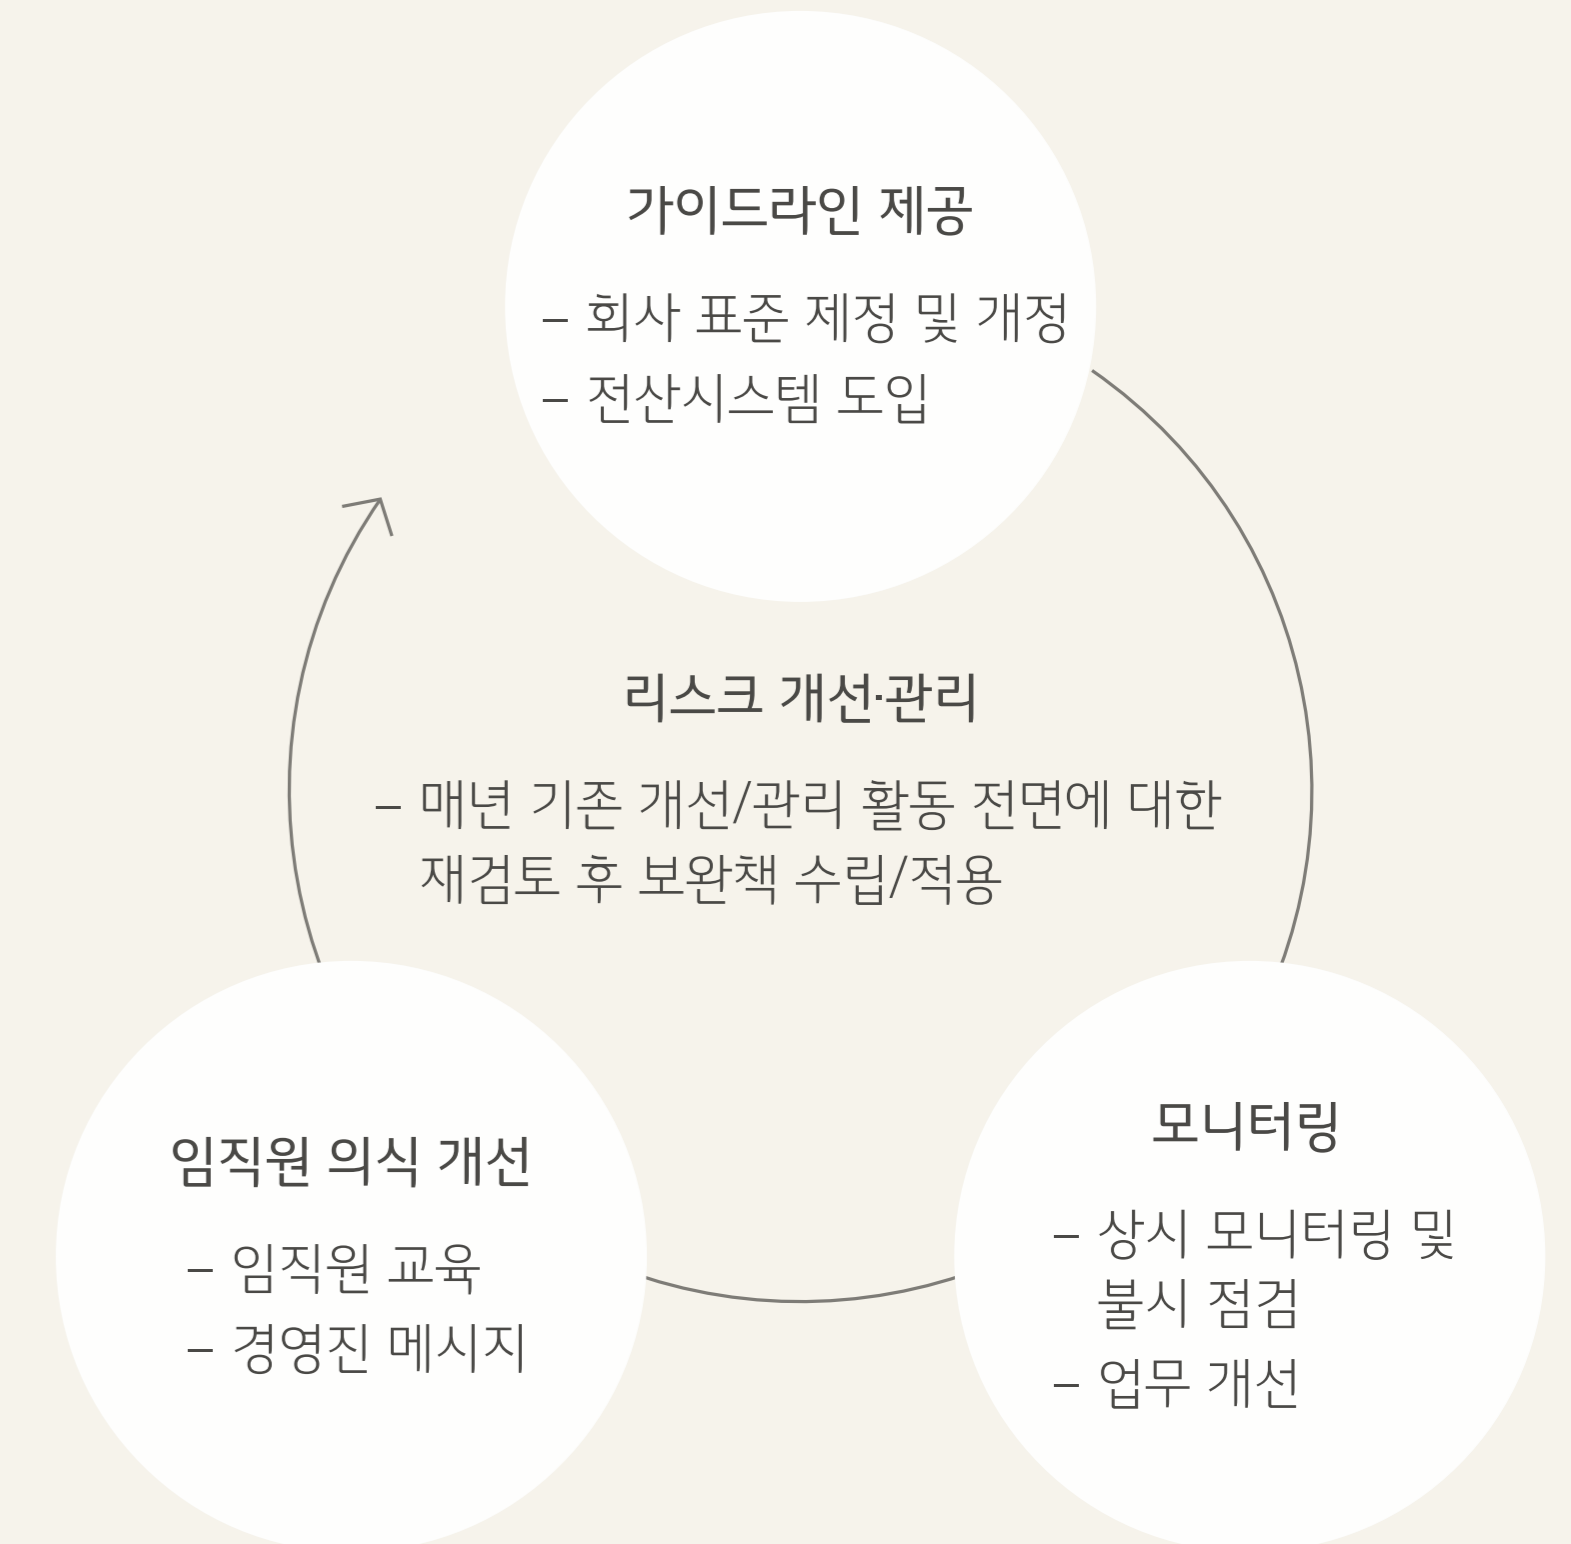 가이드라인 제공
– 회사 표준 제정 및 개정
– 전산시스템 도입
리스크 개선·관리
– 매년 기존 개선/관리 활동 전면에 대한
재검토 후 보완책 수립/적용
임직원 의식 개선
– 임직원 교육
– 경영진 메시지
모니터링
– 상시 모니터링 및
불시 점검
– 업무 개선